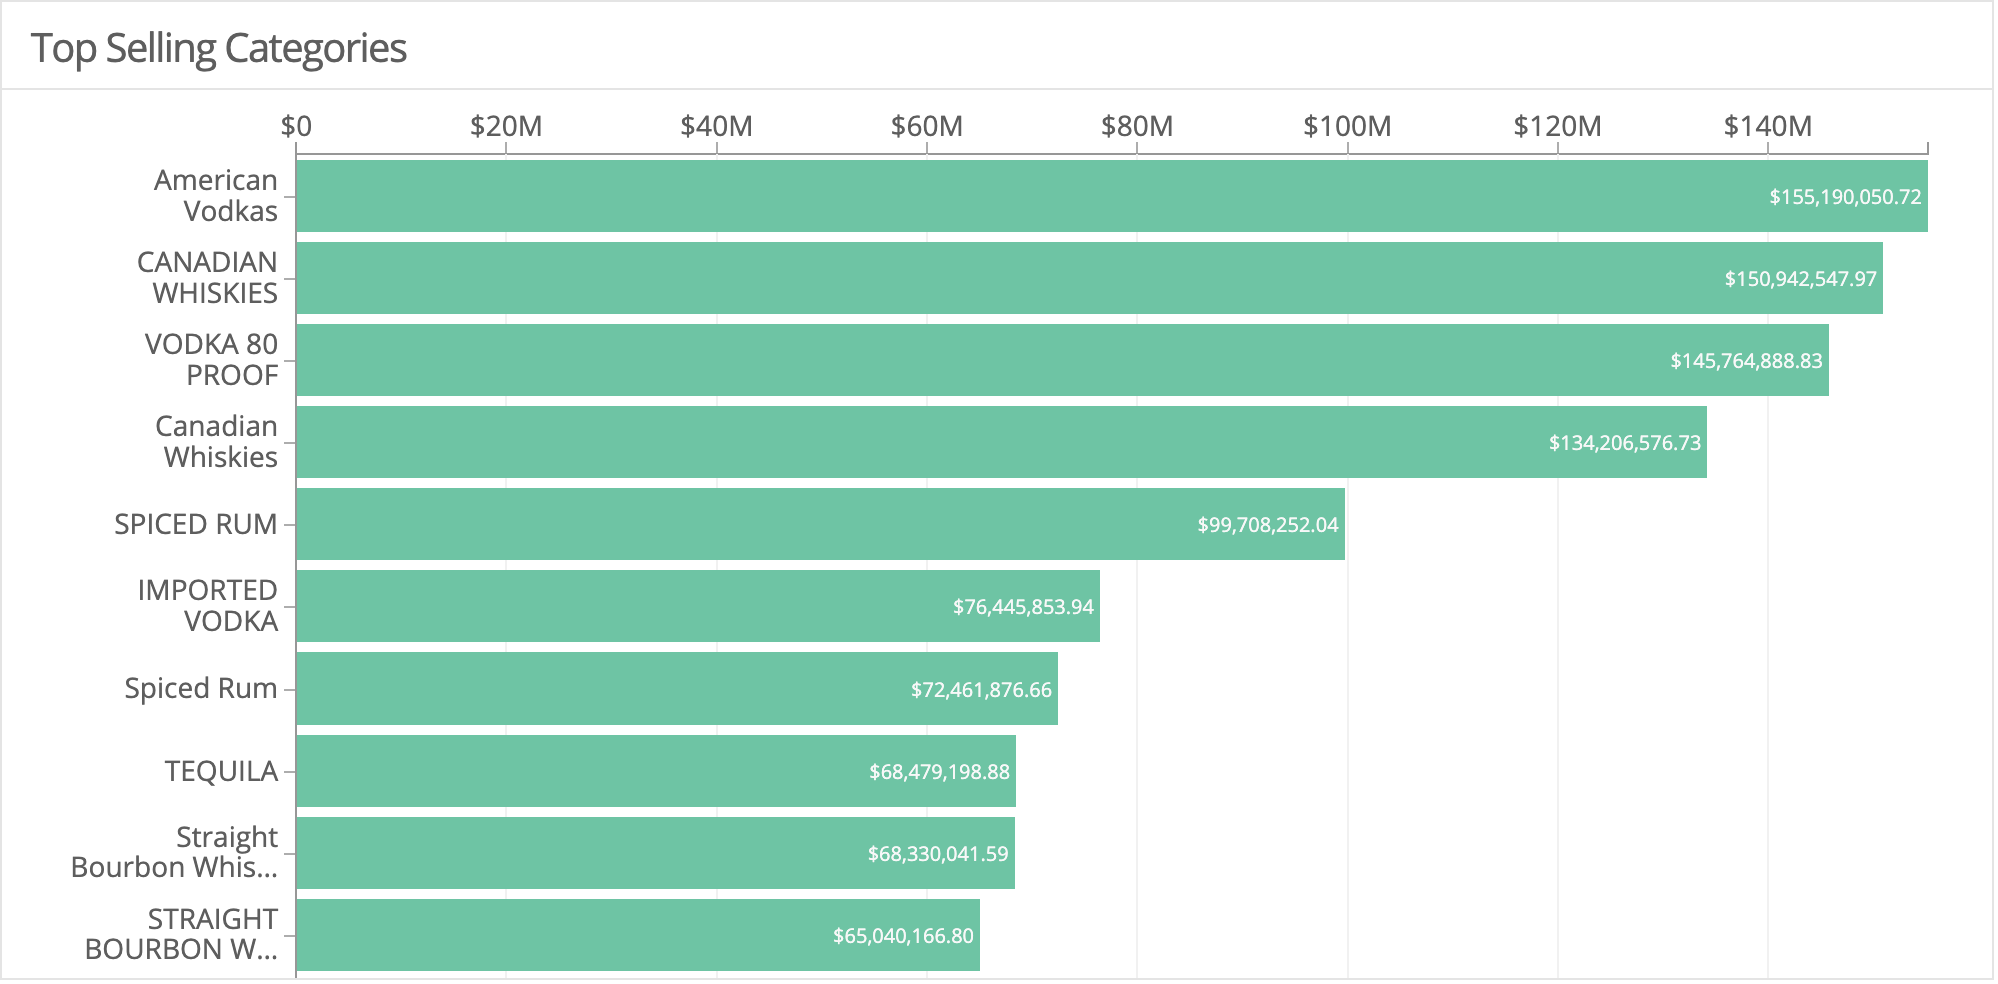 Top Selling Categories
$0 $20M $40M $60M $80M $100M $120M $140M
American
Vodkas
$155,190,050.72
CANADIAN
WHISKIES
$150,942,547.97
VODKA 80
PROOF
$145,764,888.83
Canadian
Whiskies
$134,206,576.73
SPICED RUM
$99,708,252.04
IMPORTED
VODKA
$76,445,853.94
Spiced Rum
$72,461,876.66
TEQUILA
$68,479,198.88
Straight
Bourbon Whis...
$68,330,041.59
STRAIGHT
BOURBON W...
$65,040,166.80